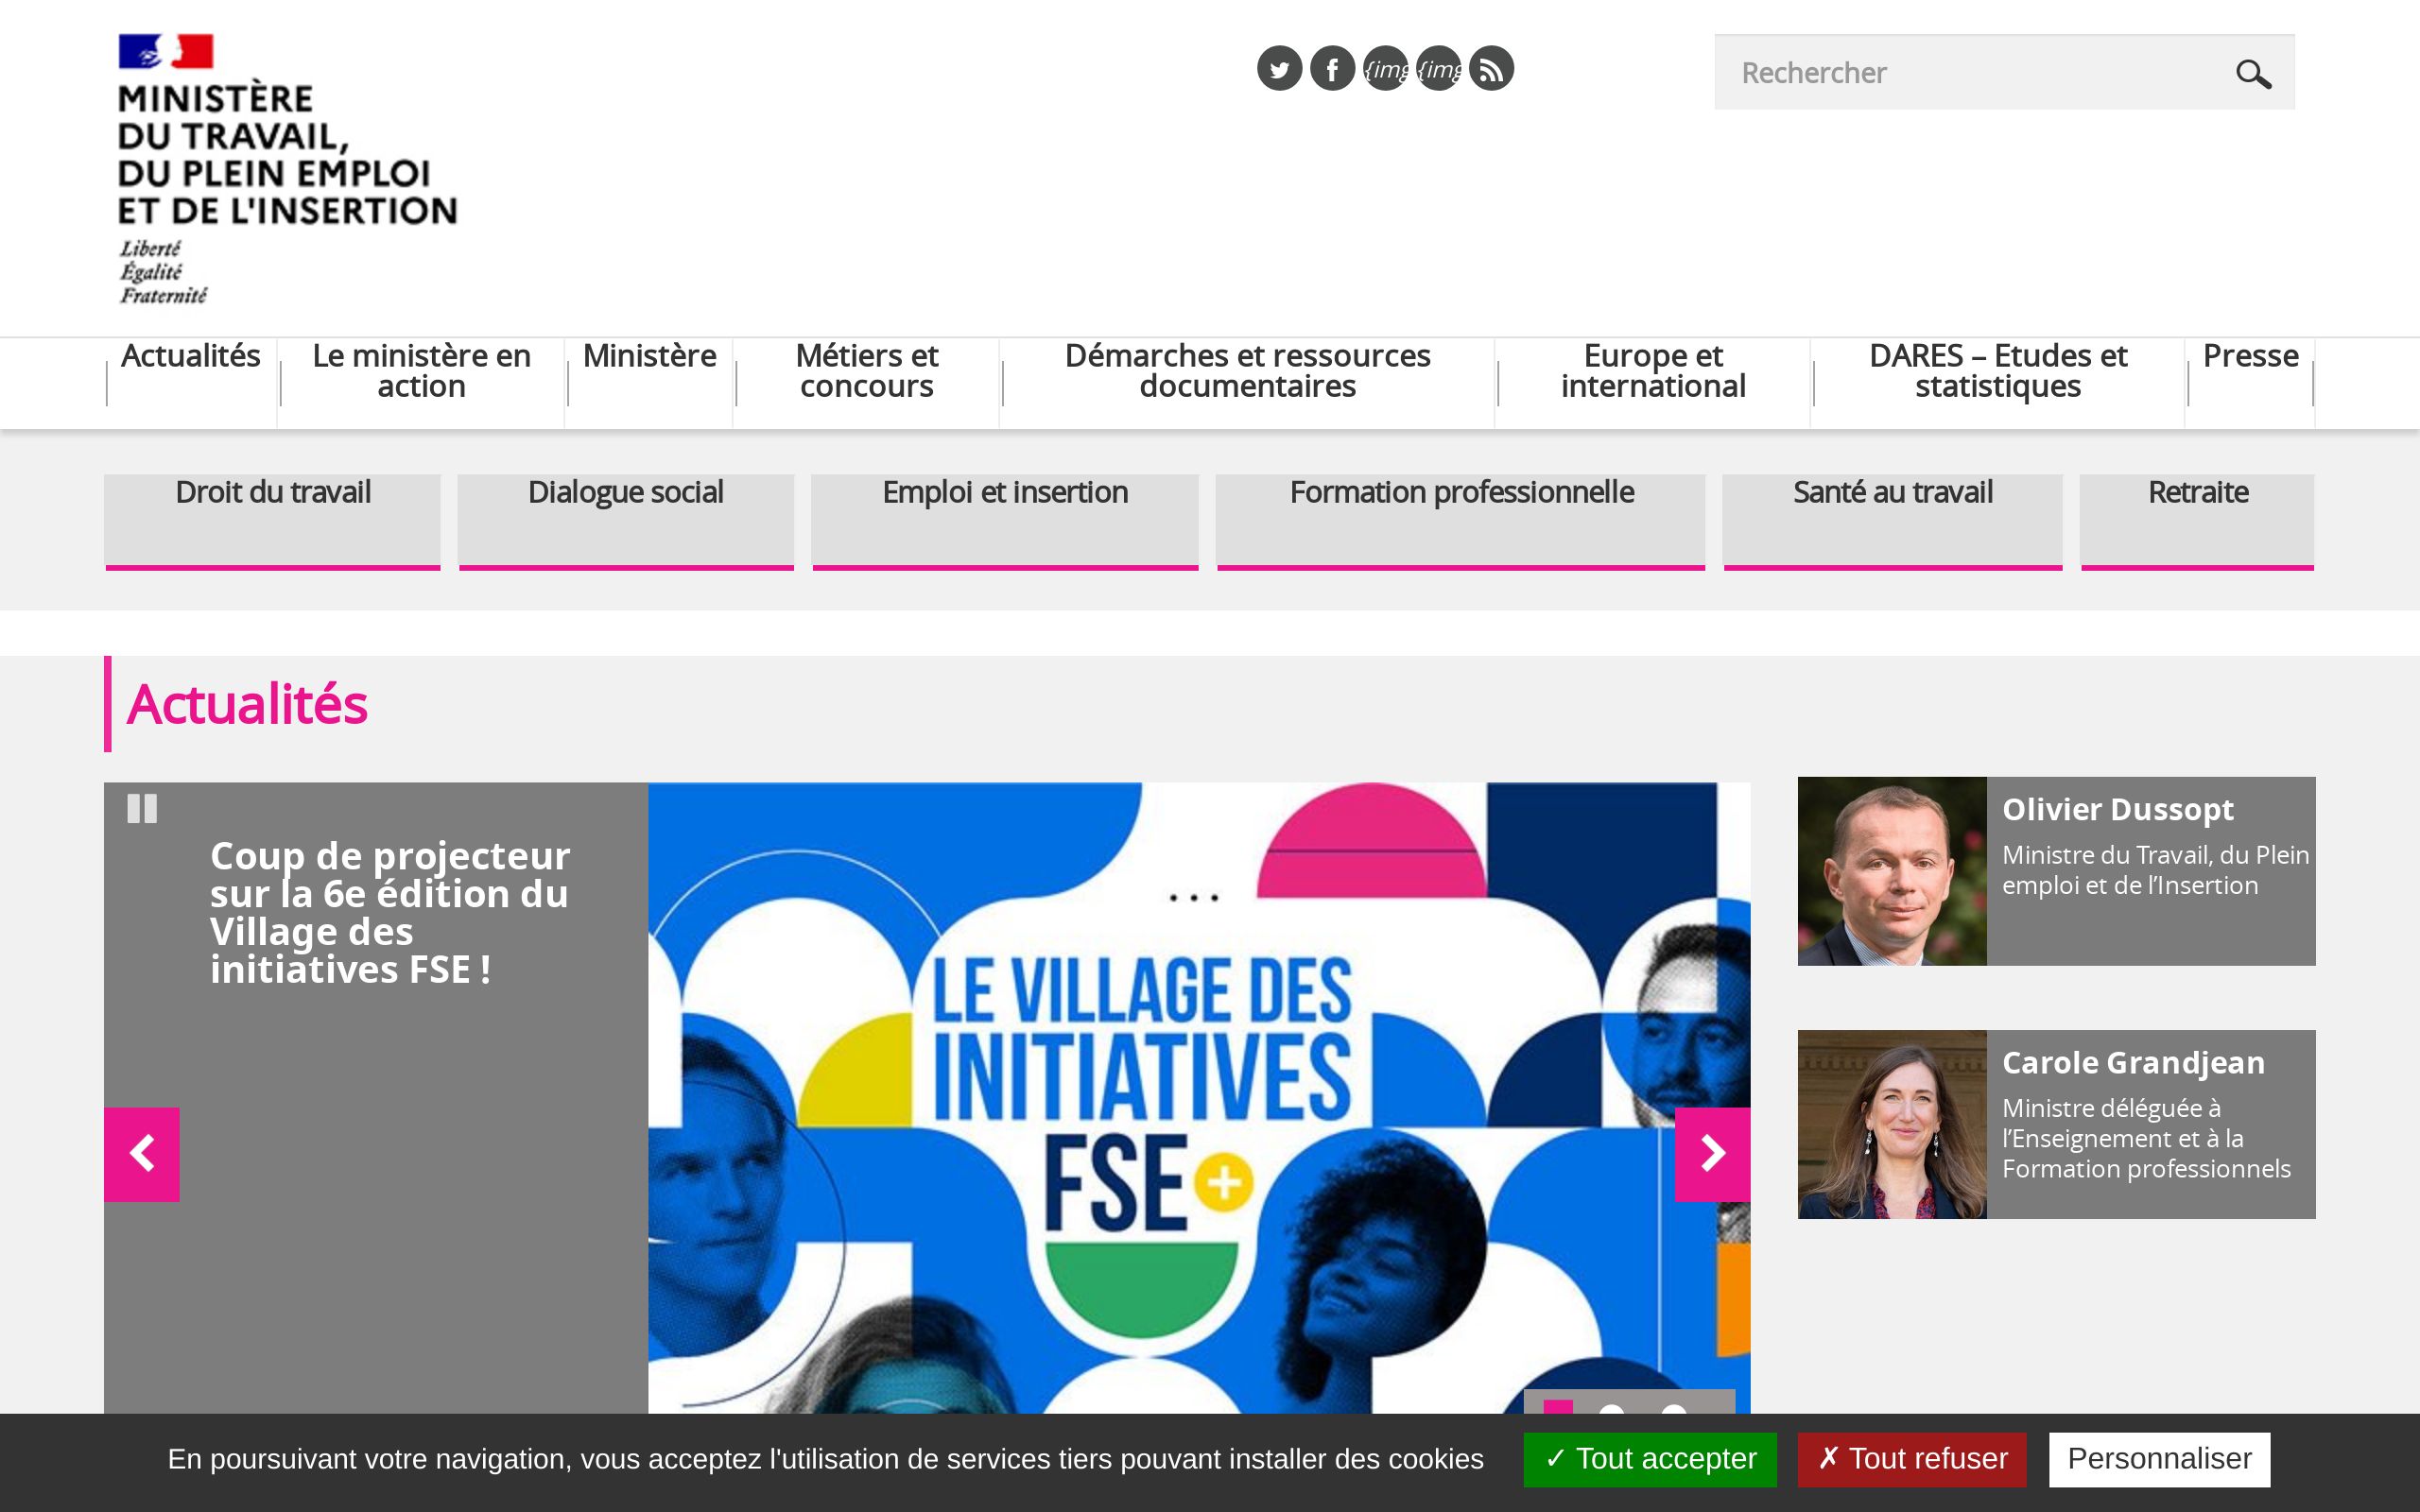 MINISTÈRE
DU TRAVAIL,
DU PLEIN EMPLOI
ET DE L'INSERTION
Liberté
Égalité
Fraternité
{img
{img
Rechercher
Actualités
Le ministère en
action
Ministère
Métiers et
concours
Démarches et ressources
documentaires
Europe et
international
DARES – Etudes et
statistiques
Presse
Droit du travail
Dialogue social
Emploi et insertion
Formation professionnelle
Santé au travail
Retraite
Actualités
Coup de projecteur
sur la 6e édition du
Village des
initiatives FSE !
...
LE VILLAGE DES
INITIATIVES
FSE+
Olivier Dussopt
Ministre du Travail, du Plein
emploi et de l’Insertion
Carole Grandjean
Ministre déléguée à
l’Enseignement et à la
Formation professionnels
En poursuivant votre navigation, vous acceptez l'utilisation de services tiers pouvant installer des cookies
✓ Tout accepter
✗ Tout refuser
Personnaliser